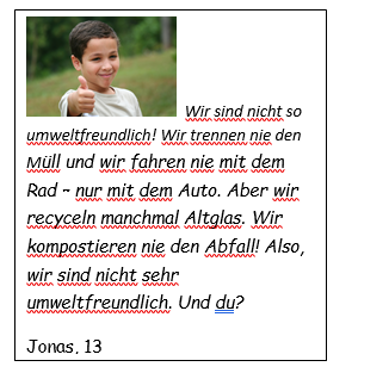 Wir sind nicht so
umweltfreundlich! Wir trennen nie den
Müll und wir fahren nie mit dem
Rad - nur mit dem Auto. Aber wir
recyceln manchmal Altglas. Wir
kompostieren nie den Abfall! Also,
wir sind nicht sehr
umweltfreundlich. Und du?
Jonas, 13